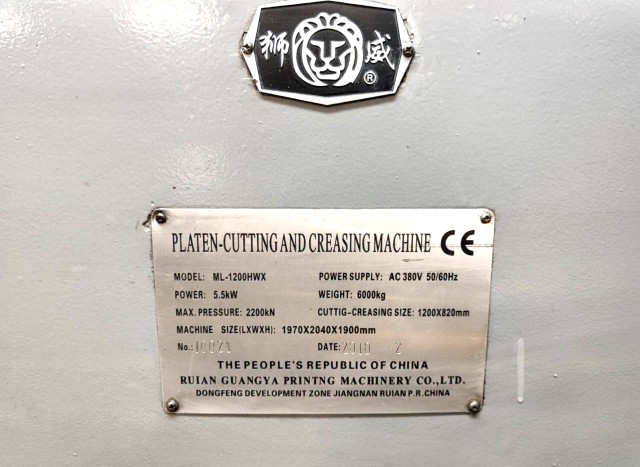 狮 威
®
PLATEN-CUTTING AND CREASING MACHINE CE
MODEL: ML-1200HWX POWER SUPPLY: AC 380V 50/60Hz
POWER: 5.5kW WEIGHT: 6000kg
MAX. PRESSURE: 2200kN CUTTIG-CREASING SIZE: 1200X820mm
MACHINE SIZE(LXWXH): 1970X2040X1900mm
No.: DATE: 2010 2
THE PEOPLE'S REPUBLIC OF CHINA
RUIAN GUANGYA PRINTNG MACHINERY CO., LTD.
DONGFENG DEVELOPMENT ZONE JIANGNAN RUIAN P.R.CHINA